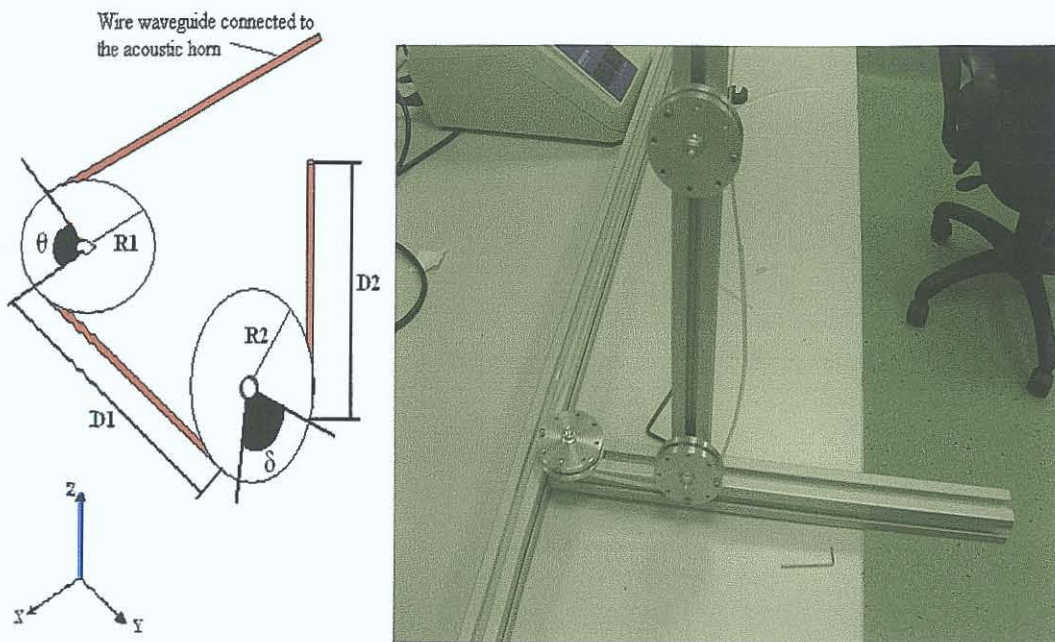 Wire waveguide connected to
the acoustic horn
θ
R1
D2
R2
D1
δ
Z
X
Y